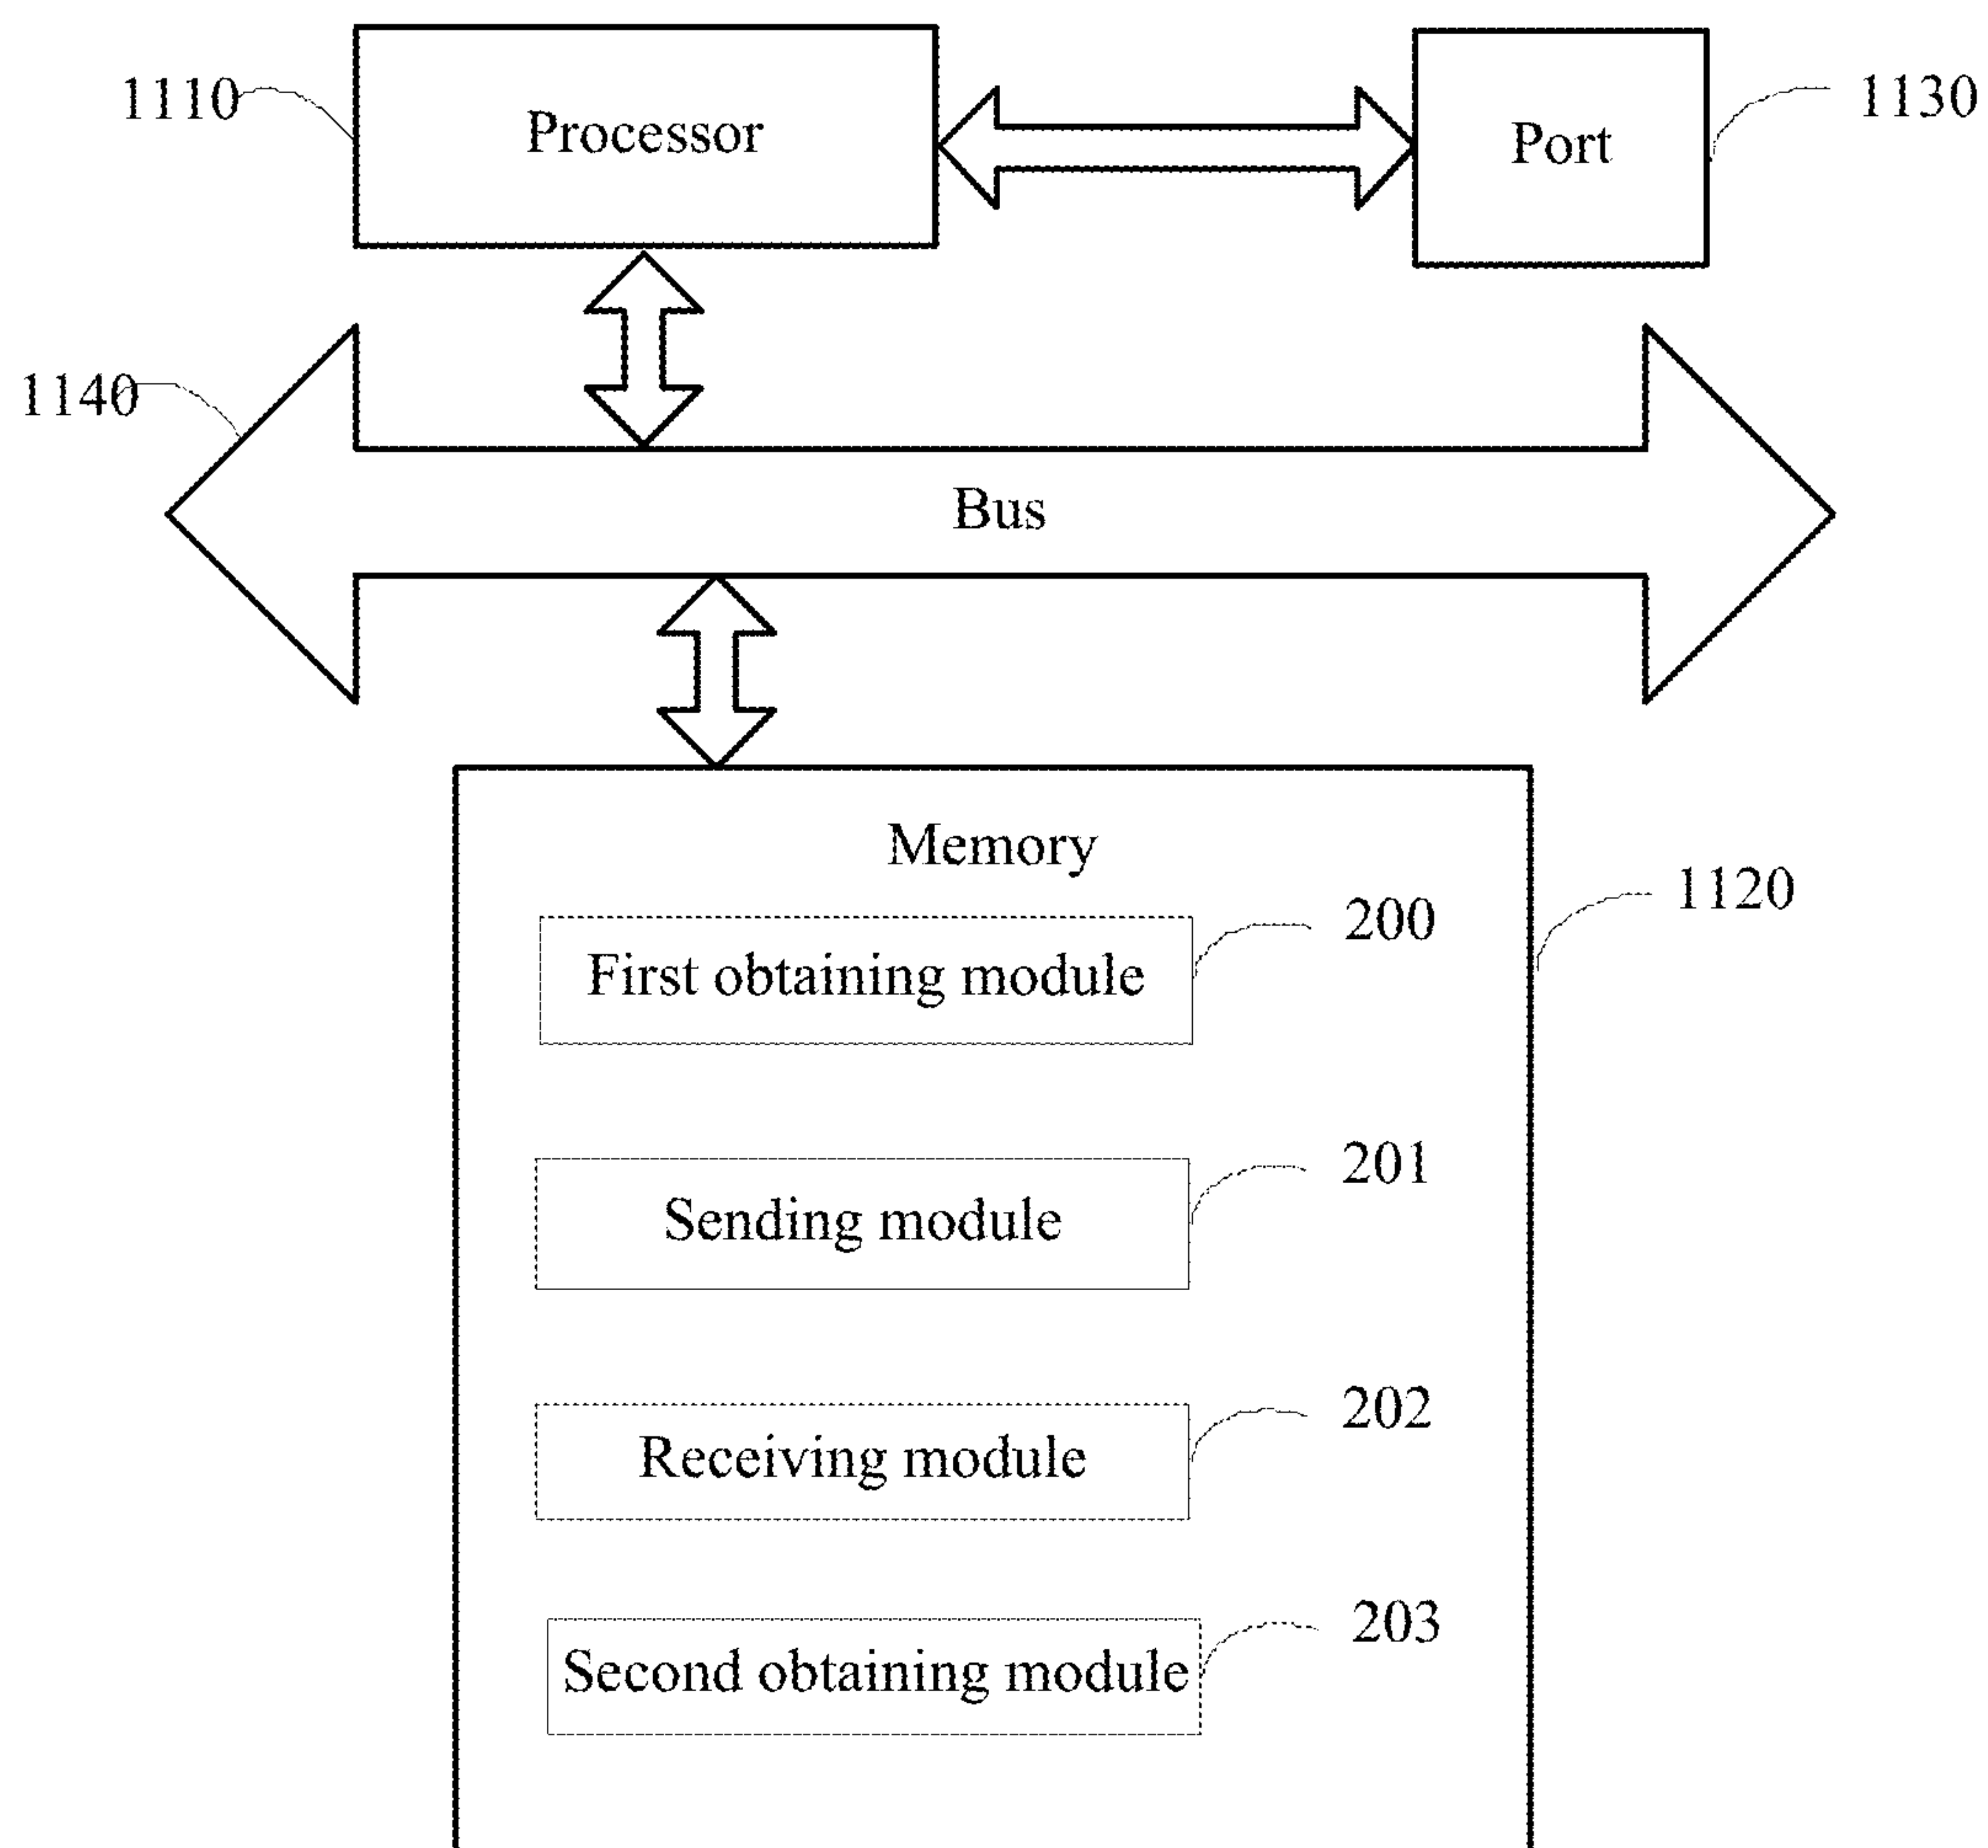 1110
Processor
Port
1130
1140
Bus
Memory
1120
200
First obtaining module
201
Sending module
202
Receiving module
203
Second obtaining module